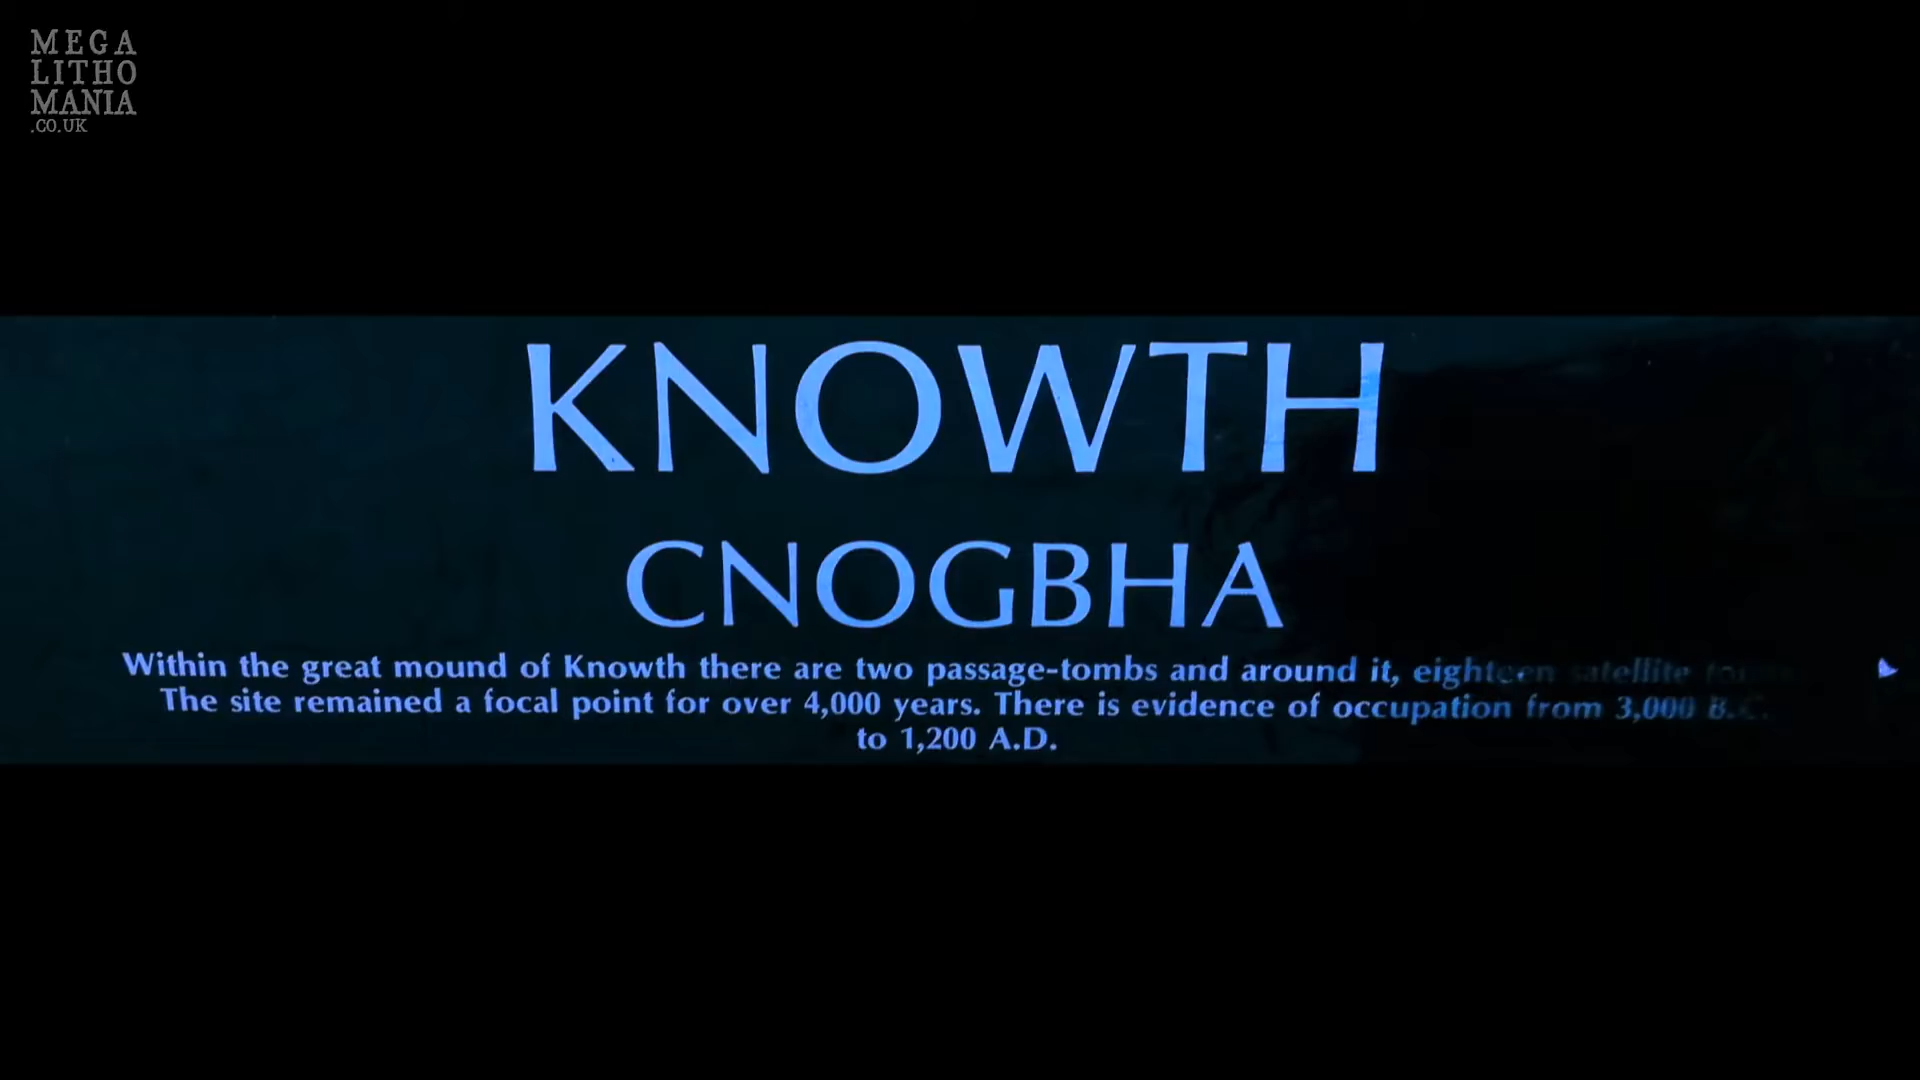 MEGA
LITHO
MANIA
.CO.UK
KNOWTH
CNOGBHA
Within the great mound of Knowth there are two passage-tombs and around it, eighteen satellite
The site remained a focal point for over 4,000 years. There is evidence of occupation from 3,000 B.C.
to 1,200 A.D.